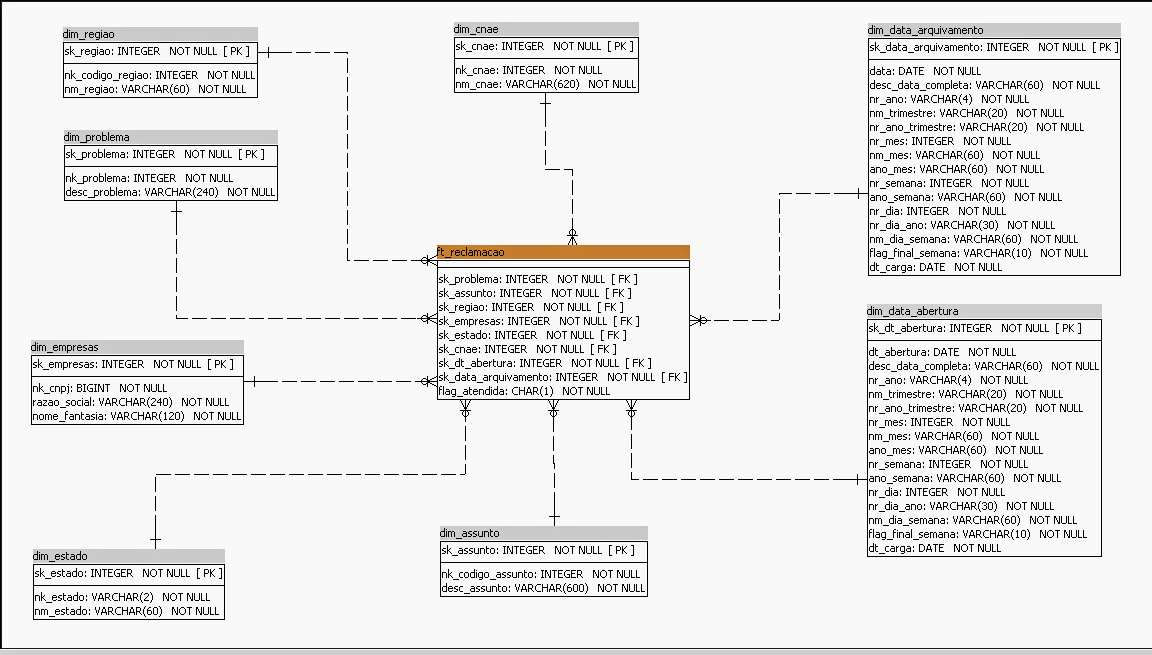 dim_regiao
sk_regiao: INTEGER NOT NULL [ PK ]
nk_codigo_regiao: INTEGER NOT NULL
nm_regiao: VARCHAR(60) NOT NULL
dim_cnae
sk_cnae: INTEGER NOT NULL [ PK ]
nk_cnae: INTEGER NOT NULL
nm_cnae: VARCHAR(620) NOT NULL
dim_data_arquivamento
sk_data_arquivamento: INTEGER NOT NULL [ PK ]
data: DATE NOT NULL
desc_data_completa: VARCHAR(60) NOT NULL
nr_ano: VARCHAR(4) NOT NULL
nm_trimestre: VARCHAR(20) NOT NULL
nr_ano_trimestre: VARCHAR(20) NOT NULL
nr_mes: INTEGER NOT NULL
nm_mes: VARCHAR(60) NOT NULL
ano_mes: VARCHAR(60) NOT NULL
nr_semana: INTEGER NOT NULL
ano_semana: VARCHAR(60) NOT NULL
nr_dia: INTEGER NOT NULL
nr_dia_ano: VARCHAR(30) NOT NULL
nm_dia_semana: VARCHAR(60) NOT NULL
flag_final_semana: VARCHAR(10) NOT NULL
dt_carga: DATE NOT NULL
dim_problema
sk_problema: INTEGER NOT NULL [ PK ]
nk_problema: INTEGER NOT NULL
desc_problema: VARCHAR(240) NOT NULL
ft_reclamacao
sk_problema: INTEGER NOT NULL [ FK ]
sk_assunto: INTEGER NOT NULL [ FK ]
sk_regiao: INTEGER NOT NULL [ FK ]
sk_empresas: INTEGER NOT NULL [ FK ]
sk_estado: INTEGER NOT NULL [ FK ]
sk_cnae: INTEGER NOT NULL [ FK ]
sk_dt_abertura: INTEGER NOT NULL [ FK ]
sk_data_arquivamento: INTEGER NOT NULL [ FK ]
flag_atendida: CHAR(1) NOT NULL
dim_data_abertura
sk_dt_abertura: INTEGER NOT NULL [ PK ]
dt_abertura: DATE NOT NULL
desc_data_completa: VARCHAR(60) NOT NULL
nr_ano: VARCHAR(4) NOT NULL
nm_trimestre: VARCHAR(20) NOT NULL
nr_ano_trimestre: VARCHAR(20) NOT NULL
nr_mes: INTEGER NOT NULL
nm_mes: VARCHAR(60) NOT NULL
ano_mes: VARCHAR(60) NOT NULL
nr_semana: INTEGER NOT NULL
ano_semana: VARCHAR(60) NOT NULL
nr_dia: INTEGER NOT NULL
nr_dia_ano: VARCHAR(30) NOT NULL
nm_dia_semana: VARCHAR(60) NOT NULL
flag_final_semana: VARCHAR(10) NOT NULL
dt_carga: DATE NOT NULL
dim_empresas
sk_empresas: INTEGER NOT NULL [ PK ]
nk_cnpj: BIGINT NOT NULL
razao_social: VARCHAR(240) NOT NULL
nome_fantasia: VARCHAR(120) NOT NULL
dim_estado
sk_estado: INTEGER NOT NULL [ PK ]
nk_estado: VARCHAR(2) NOT NULL
nm_estado: VARCHAR(60) NOT NULL
dim_assunto
sk_assunto: INTEGER NOT NULL [ PK ]
nk_codigo_assunto: INTEGER NOT NULL
desc_assunto: VARCHAR(600) NOT NULL